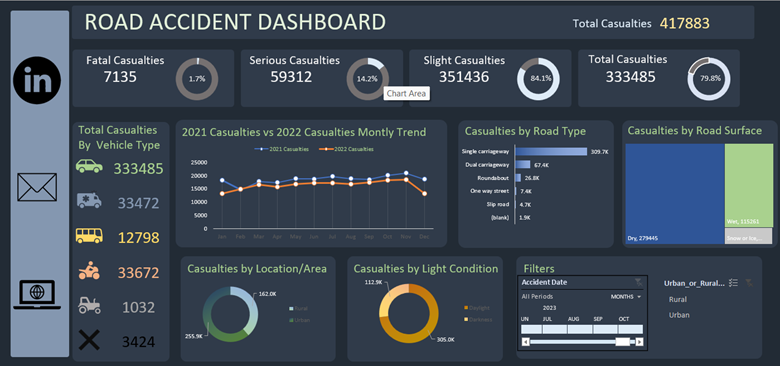 ROAD ACCIDENT DASHBOARD
Total Casualties 417883
Fatal Casualties
7135
1.7%
Serious Casualties
59312
14.2%
Chart Area
Slight Casualties
351436
84.1%
Total Casualties
333485
79.8%
Total Casualties
By Vehicle Type
333485
33472
12798
33672
1032
3424
in
2021 Casualties vs 2022 Casualties Montly Trend
2021 Casualties
2022 Casualties
25000
20000
15000
10000
5000
0
Jan Feb Mar Apr May Jun Jul Aug Sep Oct Nov Dec
Casualties by Road Type
Single carriageway 309.7K
Dual carriageway 67.4K
Roundabout 26.8K
One way street 7.4K
Slip road 4.7K
(blank) 1.9K
Casualties by Road Surface
Dry, 279445
Wet, 115261
Snow or Ice,...
Casualties by Location/Area
162.0K
255.9K
Rural
Urban
Casualties by Light Condition
112.9K
305.0K
Daylight
Darkness
Filters
Accident Date
All Periods MONTHS
2023
UN JUL AUG SEP OCT
Urban_or_Rural...
Rural
Urban